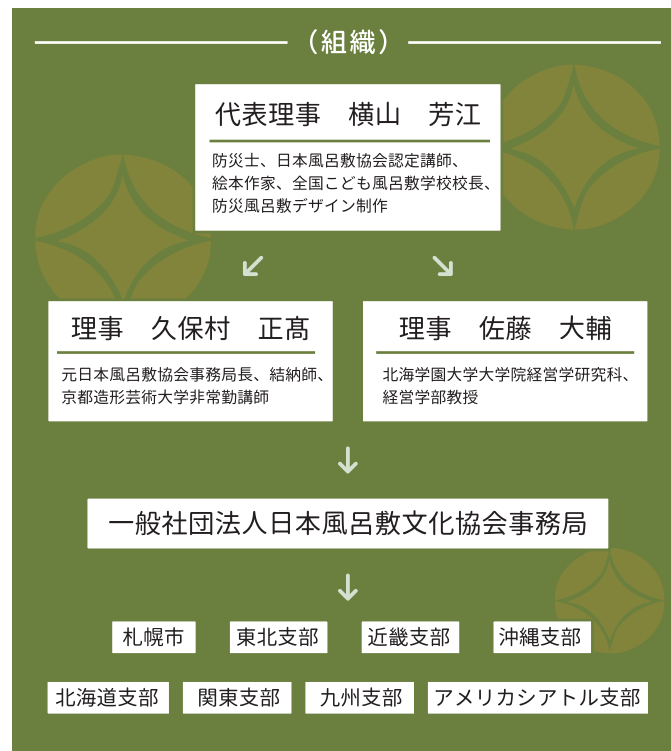 (組織)
代表理事　横山　芳江
防災士、日本風呂敷協会認定講師、
絵本作家、全国こども風呂敷学校校長、
防災風呂敷デザイン制作
理事　久保村　正髙
元日本風呂敷協会事務局長、結納師、
京都造形芸術大学非常勤講師
理事　佐藤　大輔
北海学園大学大学院経営学研究科、
経営学部教授
一般社団法人日本風呂敷文化協会事務局
札幌市　東北支部　近畿支部　沖縄支部
北海道支部　関東支部　九州支部　アメリカシアトル支部